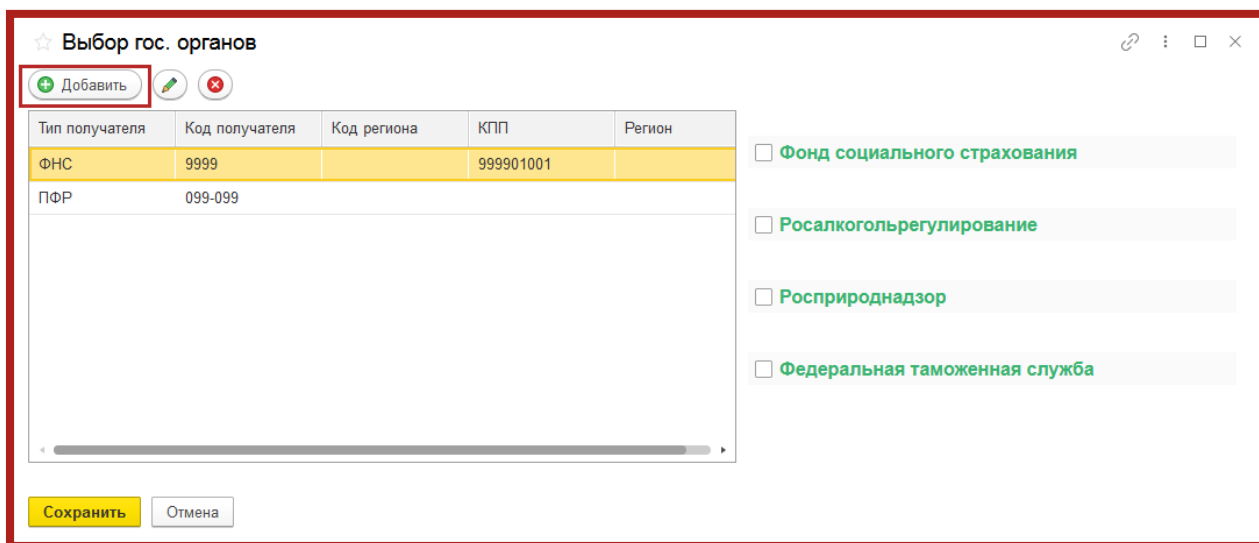 Выбор гос. органов
Добавить
Тип получателя Код получателя Код региона КПП Регион
ФНС 9999 999901001
ПФР 099-099
Фонд социального страхования
Росалкогольрегулирование
Росприроднадзор
Федеральная таможенная служба
Сохранить Отмена